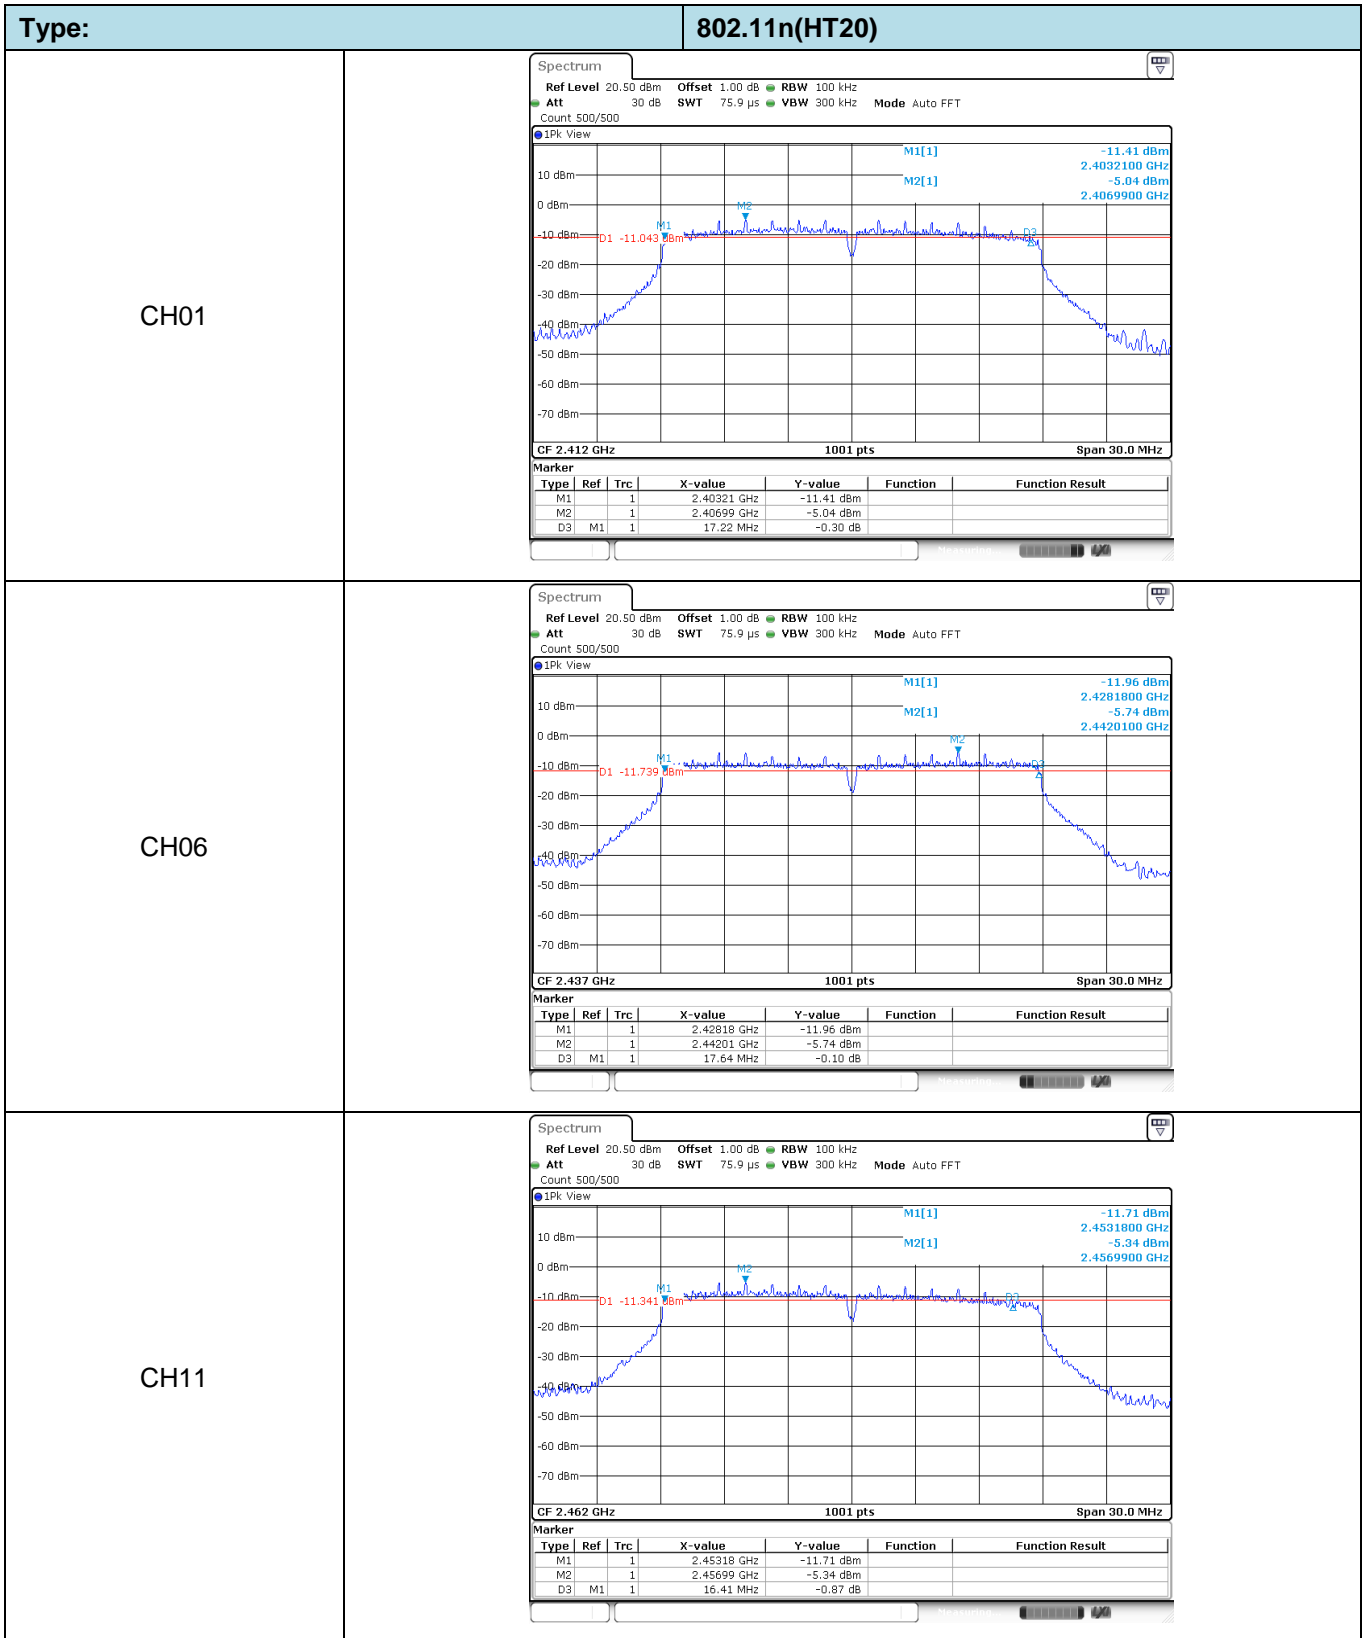 Type: 802.11n(HT20)
CH01
Spectrum
Ref Level 20.50 dBm Offset 1.00 dB RBW 100 kHz
Att 30 dB SWT 75.9 µs VBW 300 kHz Mode Auto FFT
Count 500/500
1Pk View
M1[1] -11.41 dBm
2.4032100 GHz
10 dBm
M2[1] -5.04 dBm
2.4069900 GHz
0 dBm
M2
M1
D3
-10 dBm
D1 -11.043 dBm
-20 dBm
-30 dBm
-40 dBm
-50 dBm
-60 dBm
-70 dBm
CF 2.412 GHz 1001 pts Span 30.0 MHz
Marker
Type Ref Trc X-value Y-value Function Function Result
M1 1 2.40321 GHz -11.41 dBm
M2 1 2.40699 GHz -5.04 dBm
D3 M1 1 17.22 MHz -0.30 dB
Measuring...
CH06
Spectrum
Ref Level 20.50 dBm Offset 1.00 dB RBW 100 kHz
Att 30 dB SWT 75.9 µs VBW 300 kHz Mode Auto FFT
Count 500/500
1Pk View
M1[1] -11.96 dBm
2.4281800 GHz
10 dBm
M2[1] -5.74 dBm
2.4420100 GHz
0 dBm
M2
M1
D3
-10 dBm
D1 -11.739 dBm
-20 dBm
-30 dBm
-40 dBm
-50 dBm
-60 dBm
-70 dBm
CF 2.437 GHz 1001 pts Span 30.0 MHz
Marker
Type Ref Trc X-value Y-value Function Function Result
M1 1 2.42818 GHz -11.96 dBm
M2 1 2.44201 GHz -5.74 dBm
D3 M1 1 17.64 MHz -0.10 dB
Measuring...
CH11
Spectrum
Ref Level 20.50 dBm Offset 1.00 dB RBW 100 kHz
Att 30 dB SWT 75.9 µs VBW 300 kHz Mode Auto FFT
Count 500/500
1Pk View
M1[1] -11.71 dBm
2.4531800 GHz
10 dBm
M2[1] -5.34 dBm
2.4569900 GHz
0 dBm
M2
M1
D3
-10 dBm
D1 -11.341 dBm
-20 dBm
-30 dBm
-40 dBm
-50 dBm
-60 dBm
-70 dBm
CF 2.462 GHz 1001 pts Span 30.0 MHz
Marker
Type Ref Trc X-value Y-value Function Function Result
M1 1 2.45318 GHz -11.71 dBm
M2 1 2.45699 GHz -5.34 dBm
D3 M1 1 16.41 MHz -0.87 dB
Measuring...